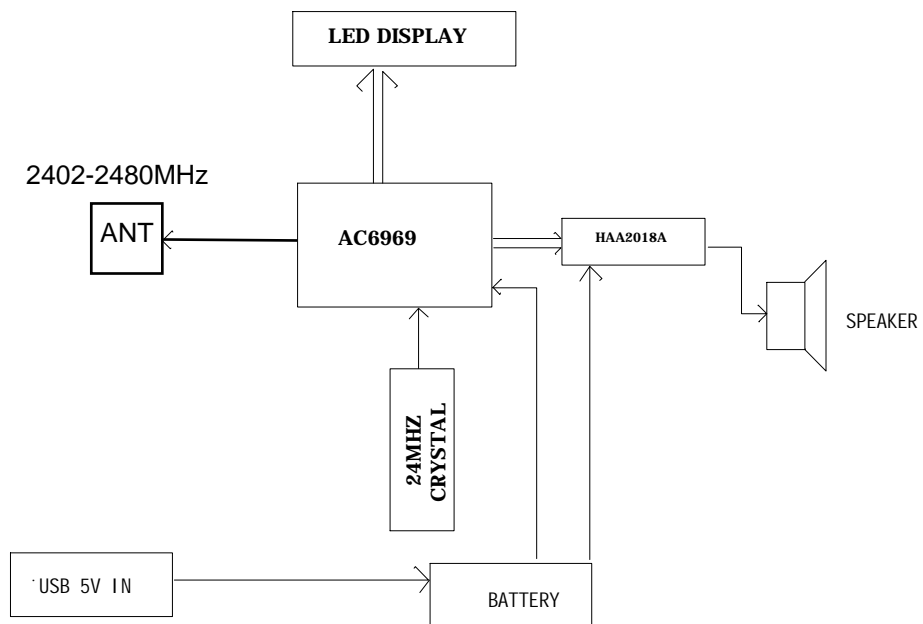 LED DISPLAY
2402-2480MHz
ANT
AC6969
HAA2018A
SPEAKER
24MHZ
CRYSTAL
USB 5V IN
BATTERY